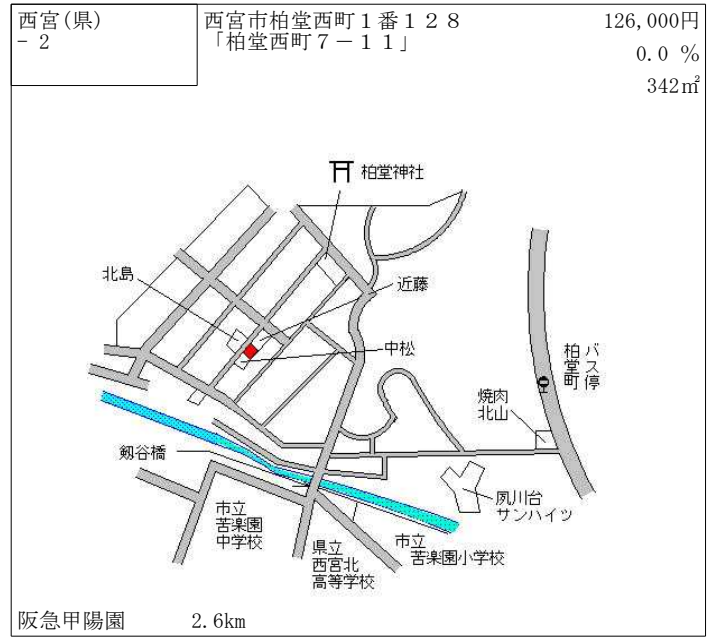 西宮(県)
- 2
西宮市柏堂西町１番１２８
「柏堂西町７－１１」
126,000円
0.0 %
342㎡
柏堂神社
北島
近藤
中松
バス停
柏堂町
焼肉
北山
剱谷橋
夙川台
サンハイツ
市立
苦楽園
中学校
県立
西宮北
高等学校
市立
苦楽園小学校
阪急甲陽園
2.6km